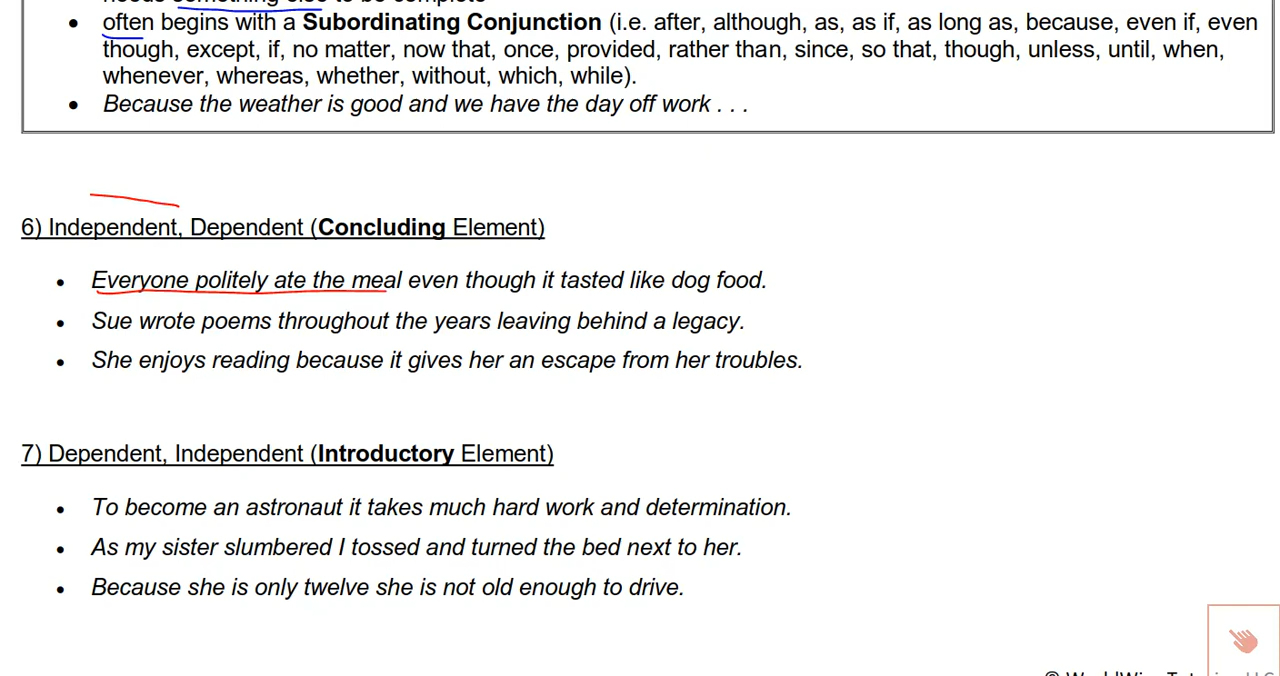 needs something else to be complete
• often begins with a Subordinating Conjunction (i.e. after, although, as, as if, as long as, because, even if, even
though, except, if, no matter, now that, once, provided, rather than, since, so that, though, unless, until, when,
whenever, whereas, whether, without, which, while).
• Because the weather is good and we have the day off work . . .
6) Independent, Dependent (Concluding Element)
• Everyone politely ate the meal even though it tasted like dog food.
• Sue wrote poems throughout the years leaving behind a legacy.
• She enjoys reading because it gives her an escape from her troubles.
7) Dependent, Independent (Introductory Element)
• To become an astronaut it takes much hard work and determination.
• As my sister slumbered I tossed and turned the bed next to her.
• Because she is only twelve she is not old enough to drive.